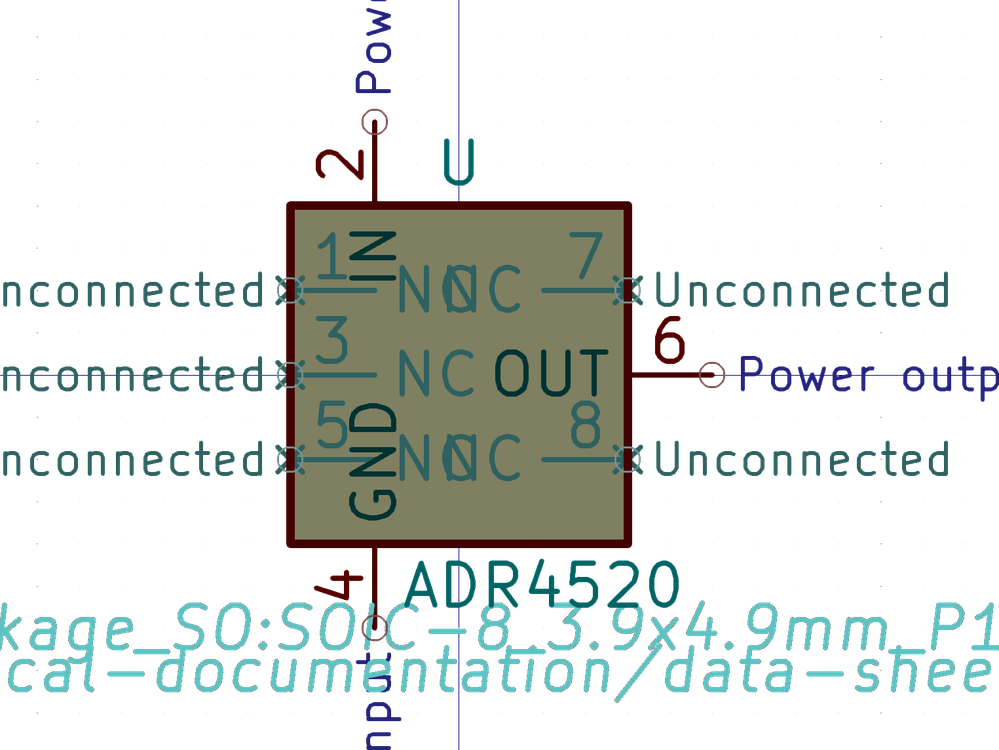 Powe
2
U
1 IN NC NC 7
nconnected Unconnected
3 6
nconnected NC OUT Power outp
5 GND NC NC 8
nconnected Unconnected
4 ADR4520
kage_SO:SOIC-8_3.9x4.9mm_P1
cal-documentation/data-shee
nput